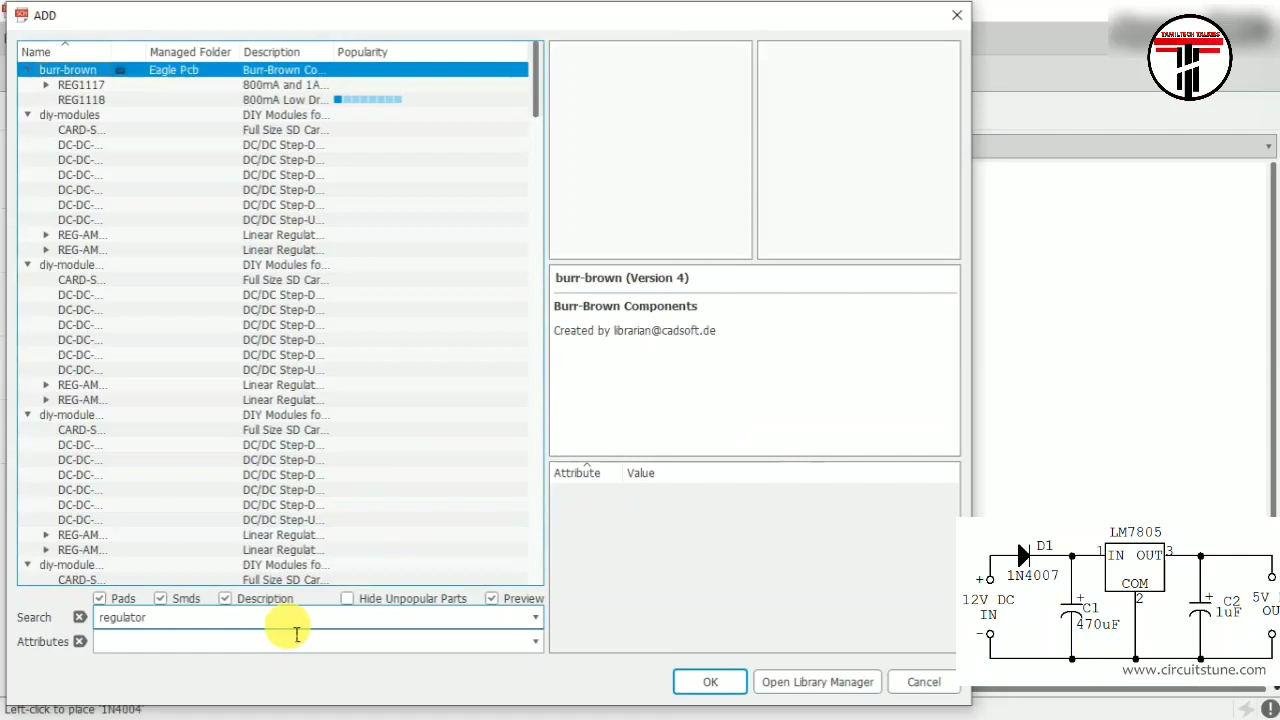 ADD
TAMILTECH TALKIES
Name Managed Folder Description Popularity
burr-brown Eagle Pcb Burr-Brown Co...
REG1117 800mA and 1A...
REG1118 800mA Low Dr...
diy-modules DIY Modules fo...
CARD-S... Full Size SD Car...
DC-DC-... DC/DC Step-D...
DC-DC-... DC/DC Step-D...
DC-DC-... DC/DC Step-D...
DC-DC-... DC/DC Step-D...
DC-DC-... DC/DC Step-D...
DC-DC-... DC/DC Step-U...
REG-AM... Linear Regulat...
REG-AM... Linear Regulat...
diy-module... DIY Modules fo...
CARD-S... Full Size SD Car...
DC-DC-... DC/DC Step-D...
DC-DC-... DC/DC Step-D...
DC-DC-... DC/DC Step-D...
DC-DC-... DC/DC Step-D...
DC-DC-... DC/DC Step-D...
DC-DC-... DC/DC Step-U...
REG-AM... Linear Regulat...
REG-AM... Linear Regulat...
diy-module... DIY Modules fo...
CARD-S... Full Size SD Car...
DC-DC-... DC/DC Step-D...
DC-DC-... DC/DC Step-D...
DC-DC-... DC/DC Step-D...
DC-DC-... DC/DC Step-D...
DC-DC-... DC/DC Step-D...
DC-DC-... DC/DC Step-U...
REG-AM... Linear Regulat...
REG-AM... Linear Regulat...
diy-module... DIY Modules fo...
CARD-S... Full Size SD Car...
burr-brown (Version 4)
Burr-Brown Components
Created by librarian@cadsoft.de
Attribute Value
Pads Smds Description Hide Unpopular Parts Preview
Search regulator
Attributes
OK Open Library Manager Cancel
LM7805
D1
1 IN OUT 3
1N4007
COM
+ 12V DC IN -
2
+ C1 470uF
+ C2 1uF
5V D
OU
www.circuitstune.com
Left-click to place '1N4004'